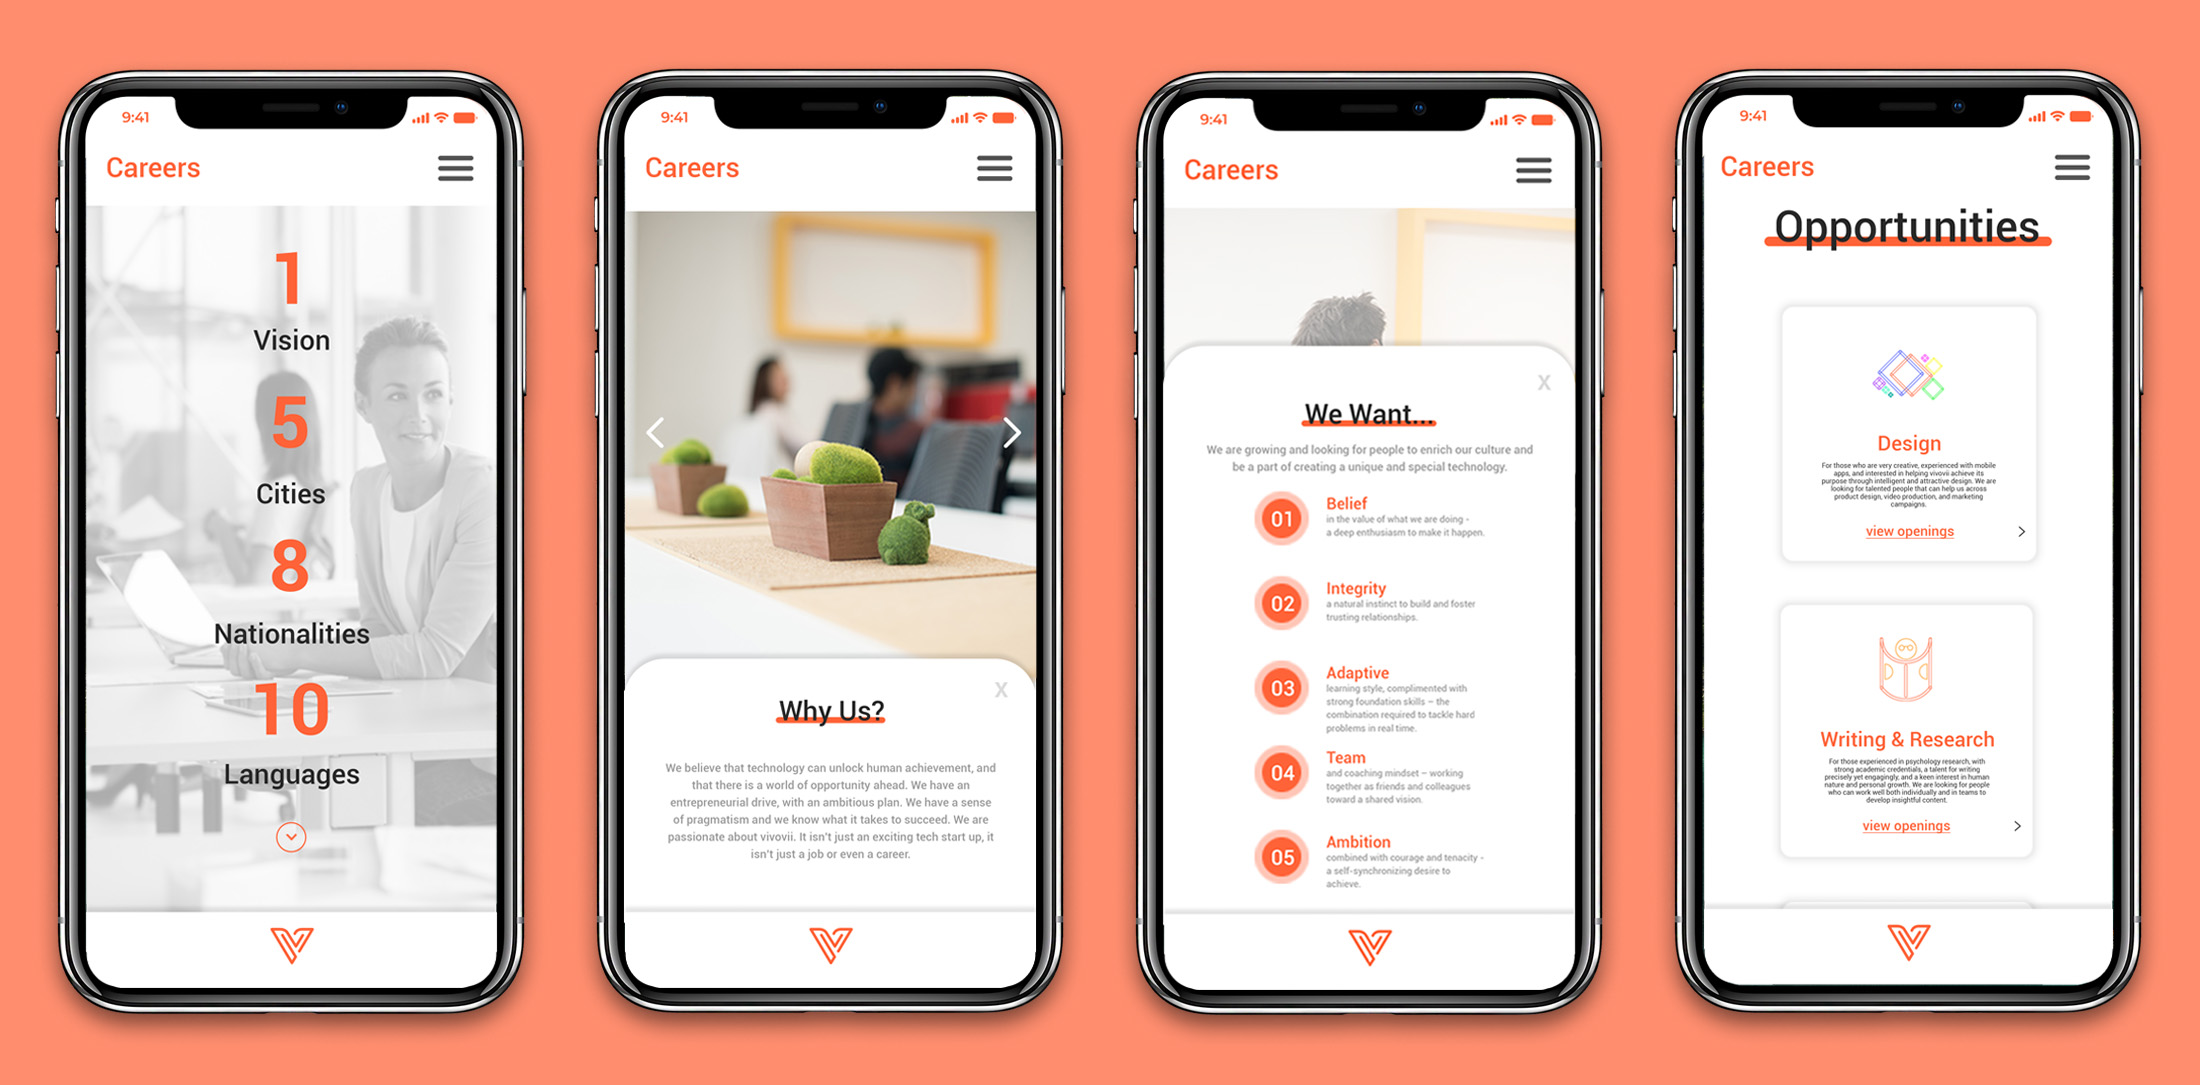 9:41
Careers
1
Vision
5
Cities
8
Nationalities
10
Languages
9:41
Careers
X
Why Us?
We believe that technology can unlock human achievement, and
that there is a world of opportunity ahead. We have an
entrepreneurial drive, with an ambitious plan. We have a sense
of pragmatism and we know what it takes to succeed. We are
passionate about vivovii. It isn't just an exciting tech start up, it
isn't just a job or even a career.
9:41
Careers
X
We Want...
We are growing and looking for people to enrich our culture and
be a part of creating a unique and special technology.
01
Belief
in the value of what we are doing -
a deep enthusiasm to make it happen.
02
Integrity
a natural instinct to build and foster
trusting relationships.
03
Adaptive
learning style, complimented with
strong foundation skills – the
combination required to tackle hard
problems in real time.
04
Team
and coaching mindset – working
together as friends and colleagues
toward a shared vision.
05
Ambition
combined with courage and tenacity -
a self-synchronizing desire to
achieve.
9:41
Careers
Opportunities
Design
For those who are very creative, experienced with mobile
apps, and interested in helping vivovii achieve its
purpose through intelligent and attractive design. We are
looking for talented people that can help us across
product design, video production, and marketing
campaigns.
view openings
Writing & Research
For those experienced in psychology research, with
strong academic credentials, a talent for writing
precisely yet engagingly, and a keen interest in human
nature and personal growth. We are looking for people
who can work well both individually and in teams to
develop insightful content.
view openings